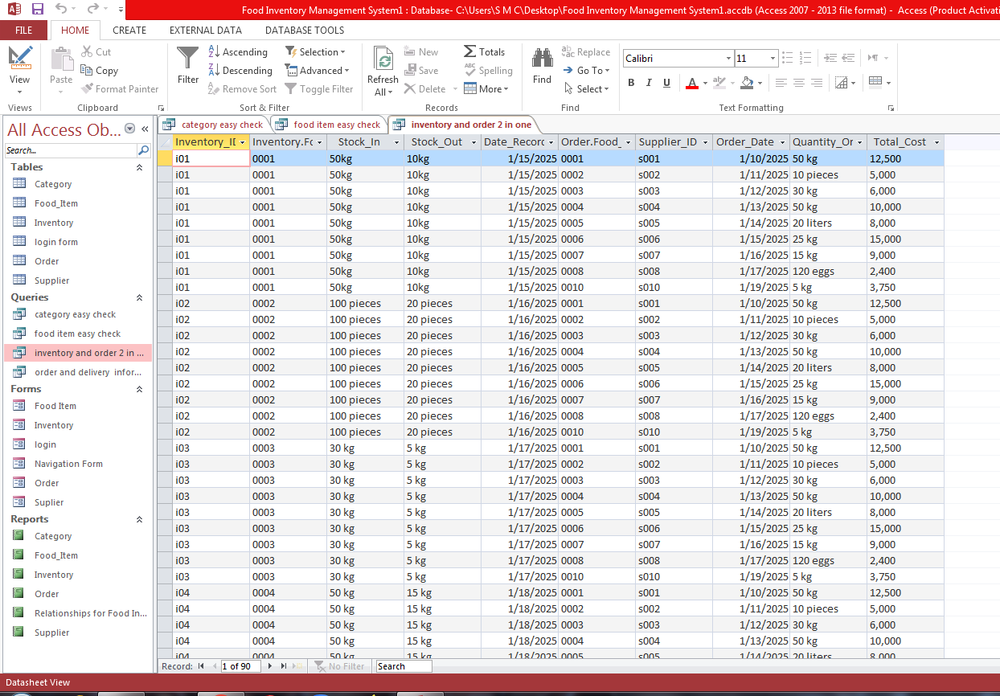 Food Inventory Management System1 : Database- C:\Users\S M C\Desktop\Food Inventory Management System1.accdb (Access 2007 - 2013 file format) - Access (Product Activati
FILE HOME CREATE EXTERNAL DATA DATABASE TOOLS
View
Views
Paste
Cut
Copy
Format Painter
Clipboard
Filter
Ascending
Descending
Remove Sort
Selection
Advanced
Toggle Filter
Sort & Filter
Refresh
All
New
Save
Delete
Totals
Spelling
More
Records
Find
Replace
Go To
Select
Find
Calibri 11
B I U A
Text Formatting
All Access Ob...
Search...
Tables
Category
Food_Item
Inventory
login form
Order
Supplier
Queries
category easy check
food item easy check
inventory and order 2 in ...
order and delivery infor...
Forms
Food Item
Inventory
login
Navigation Form
Order
Suplier
Reports
Category
Food_Item
Inventory
Order
Relationships for Food In...
Supplier
category easy check food item easy check inventory and order 2 in one
Inventory_ID Inventory.Fo Stock_In Stock_Out Date_Record Order.Food_ Supplier_ID Order_Date Quantity_Or Total_Cost
i01 0001 50kg 10kg 1/15/2025 0001 s001 1/10/2025 50 kg 12,500
i01 0001 50kg 10kg 1/15/2025 0002 s002 1/11/2025 10 pieces 5,000
i01 0001 50kg 10kg 1/15/2025 0003 s003 1/12/2025 30 kg 6,000
i01 0001 50kg 10kg 1/15/2025 0004 s004 1/13/2025 50 kg 10,000
i01 0001 50kg 10kg 1/15/2025 0005 s005 1/14/2025 20 liters 8,000
i01 0001 50kg 10kg 1/15/2025 0006 s006 1/15/2025 25 kg 15,000
i01 0001 50kg 10kg 1/15/2025 0007 s007 1/16/2025 15 kg 9,000
i01 0001 50kg 10kg 1/15/2025 0008 s008 1/17/2025 120 eggs 2,400
i01 0001 50kg 10kg 1/15/2025 0010 s010 1/19/2025 5 kg 3,750
i02 0002 100 pieces 20 pieces 1/16/2025 0001 s001 1/10/2025 50 kg 12,500
i02 0002 100 pieces 20 pieces 1/16/2025 0002 s002 1/11/2025 10 pieces 5,000
i02 0002 100 pieces 20 pieces 1/16/2025 0003 s003 1/12/2025 30 kg 6,000
i02 0002 100 pieces 20 pieces 1/16/2025 0004 s004 1/13/2025 50 kg 10,000
i02 0002 100 pieces 20 pieces 1/16/2025 0005 s005 1/14/2025 20 liters 8,000
i02 0002 100 pieces 20 pieces 1/16/2025 0006 s006 1/15/2025 25 kg 15,000
i02 0002 100 pieces 20 pieces 1/16/2025 0007 s007 1/16/2025 15 kg 9,000
i02 0002 100 pieces 20 pieces 1/16/2025 0008 s008 1/17/2025 120 eggs 2,400
i02 0002 100 pieces 20 pieces 1/16/2025 0010 s010 1/19/2025 5 kg 3,750
i03 0003 30 kg 5 kg 1/17/2025 0001 s001 1/10/2025 50 kg 12,500
i03 0003 30 kg 5 kg 1/17/2025 0002 s002 1/11/2025 10 pieces 5,000
i03 0003 30 kg 5 kg 1/17/2025 0003 s003 1/12/2025 30 kg 6,000
i03 0003 30 kg 5 kg 1/17/2025 0004 s004 1/13/2025 50 kg 10,000
i03 0003 30 kg 5 kg 1/17/2025 0005 s005 1/14/2025 20 liters 8,000
i03 0003 30 kg 5 kg 1/17/2025 0006 s006 1/15/2025 25 kg 15,000
i03 0003 30 kg 5 kg 1/17/2025 0007 s007 1/16/2025 15 kg 9,000
i03 0003 30 kg 5 kg 1/17/2025 0008 s008 1/17/2025 120 eggs 2,400
i03 0003 30 kg 5 kg 1/17/2025 0010 s010 1/19/2025 5 kg 3,750
i04 0004 50 kg 15 kg 1/18/2025 0001 s001 1/10/2025 50 kg 12,500
i04 0004 50 kg 15 kg 1/18/2025 0002 s002 1/11/2025 10 pieces 5,000
i04 0004 50 kg 15 kg 1/18/2025 0003 s003 1/12/2025 30 kg 6,000
i04 0004 50 kg 15 kg 1/18/2025 0004 s004 1/13/2025 50 kg 10,000
i04 0004 50 kg 15 kg 1/18/2025 0005 s005 1/14/2025 20 liters 8,000
Record: 1 of 90 No Filter Search
Datasheet View